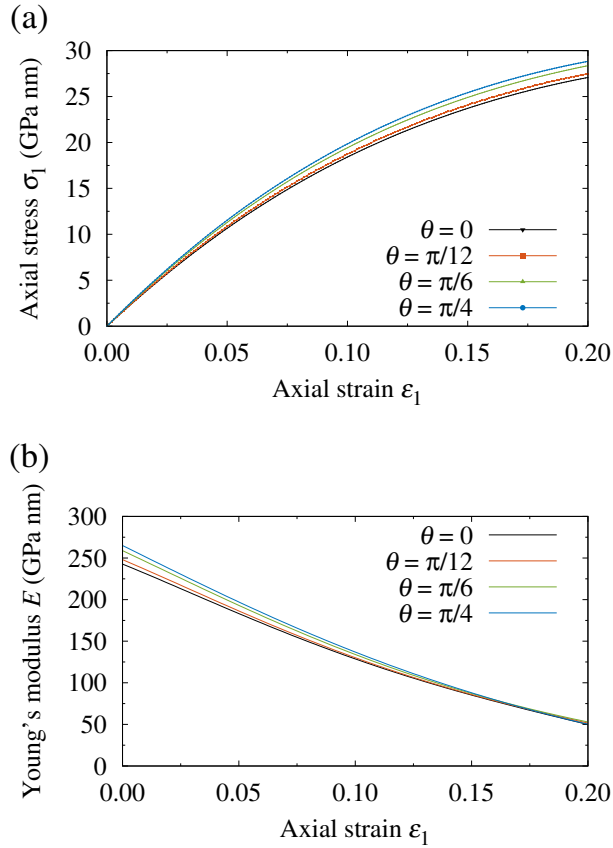 (a)
Axial stress σ1 (GPa nm)
30
25
20
15
10
5
0
θ = 0
θ = π/12
θ = π/6
θ = π/4
0.00 0.05 0.10 0.15 0.20
Axial strain ε1
(b)
Young's modulus E (GPa nm)
300
250
200
150
100
50
0
θ = 0
θ = π/12
θ = π/6
θ = π/4
0.00 0.05 0.10 0.15 0.20
Axial strain ε1